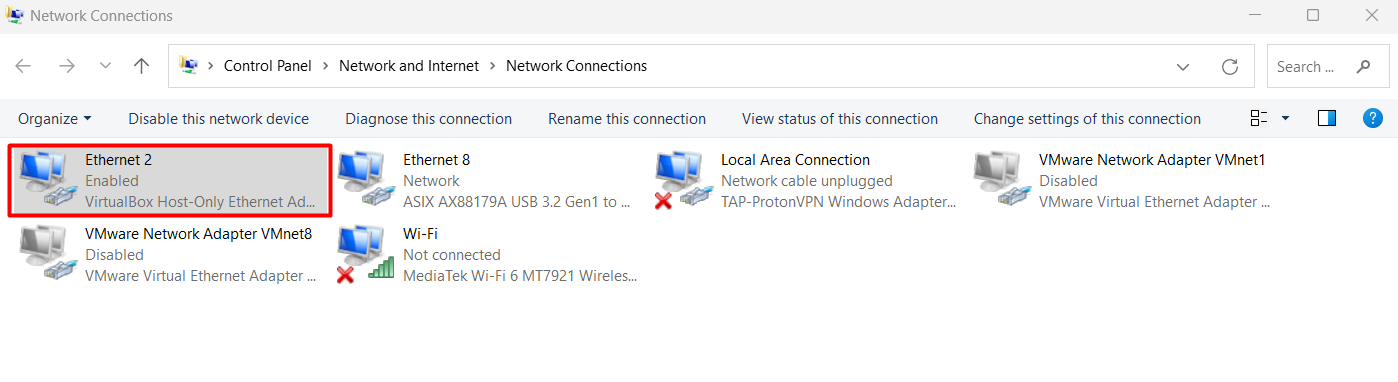 Network Connections
Control Panel > Network and Internet > Network Connections
Search ...
Organize Disable this network device Diagnose this connection Rename this connection View status of this connection Change settings of this connection ?
Ethernet 2
Enabled
VirtualBox Host-Only Ethernet Ad...
Ethernet 8
Network
ASIX AX88179A USB 3.2 Gen1 to ...
Local Area Connection
Network cable unplugged
TAP-ProtonVPN Windows Adapter...
VMware Network Adapter VMnet1
Disabled
VMware Virtual Ethernet Adapter ...
VMware Network Adapter VMnet8
Disabled
VMware Virtual Ethernet Adapter ...
Wi-Fi
Not connected
MediaTek Wi-Fi 6 MT7921 Wireles...